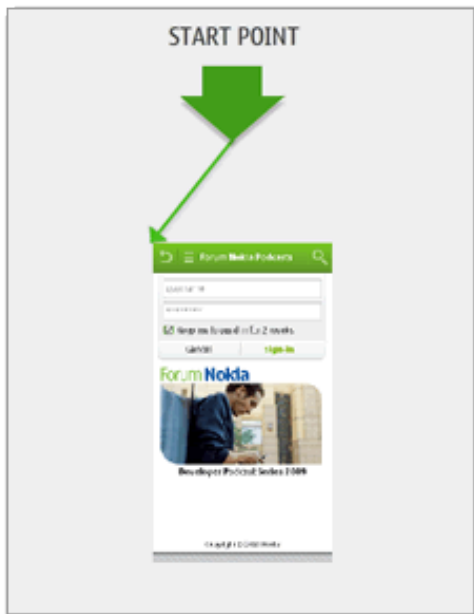 START POINT
Forum Nokia Podcasts
username
Keep me logged in for 2 weeks
Cancel
Sign-in
Forum Nokia
Developer Podcast Series 2009